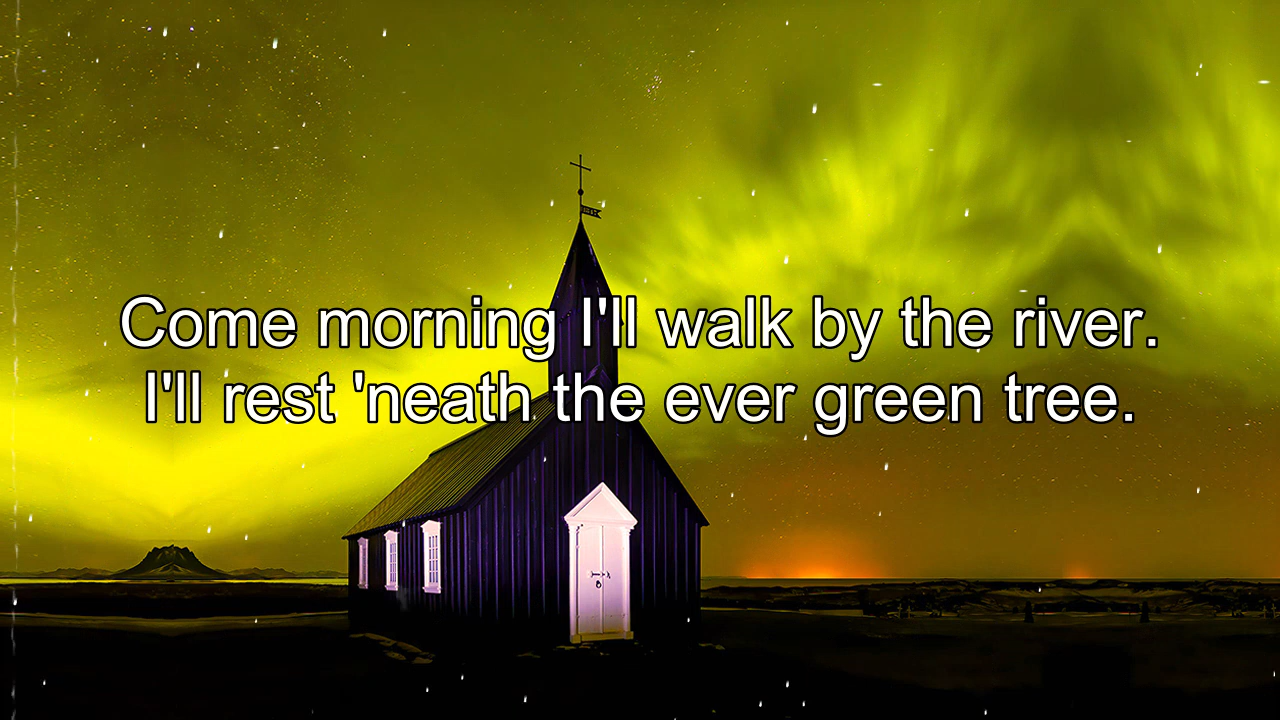 Come morning I'll walk by the river.
I'll rest 'neath the ever green tree.